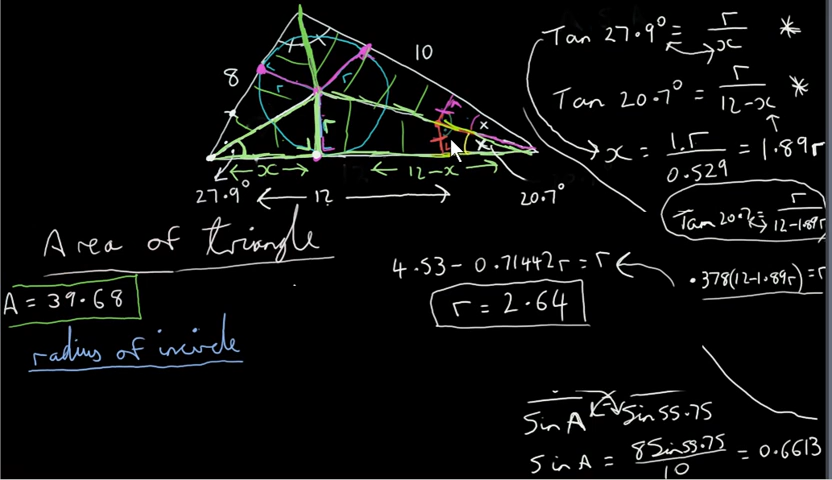 8
10
r
r
r
x
x
x
12-x
27.9°
12
20.7°
Tan 27.9° = r/x *
Tan 20.7° = r/(12-x) *
x = 1.r/0.529 = 1.89r
Tan 20.7 = r/(12-1.89r
.378(12-1.89r) = r
4.53 - 0.71442r = r
r = 2.64
Area of triangle
A = 39.68
radius of incircle
Sin A = Sin 55.75
Sin A = 8Sin55.75/10 = 0.6613